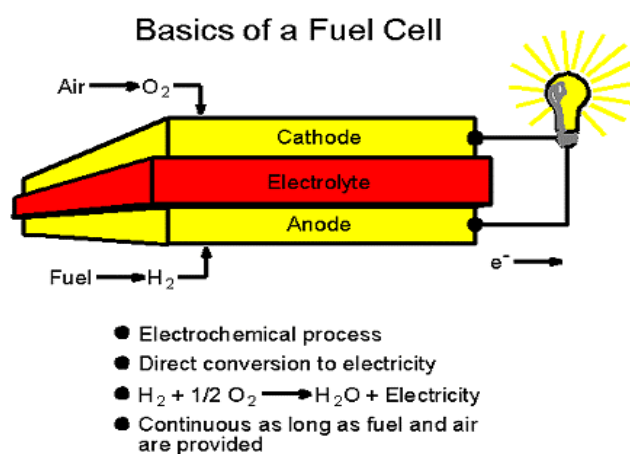 Basics of a Fuel Cell
Air → O₂
Cathode
Electrolyte
Anode
Fuel → H₂
e⁻ →
● Electrochemical process
● Direct conversion to electricity
● H₂ + 1/2 O₂ → H₂O + Electricity
● Continuous as long as fuel and air
are provided